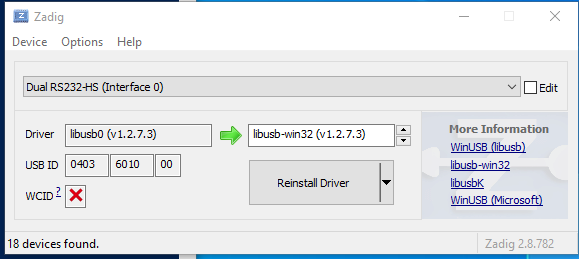 Zadig
Device Options Help
Dual RS232-HS (Interface 0) Edit
Driver libusb0 (v1.2.7.3) libusb-win32 (v1.2.7.3)
More Information
WinUSB (libusb)
USB ID 0403 6010 00
libusb-win32
Reinstall Driver
libusbK
WCID ?
WinUSB (Microsoft)
18 devices found. Zadig 2.8.782